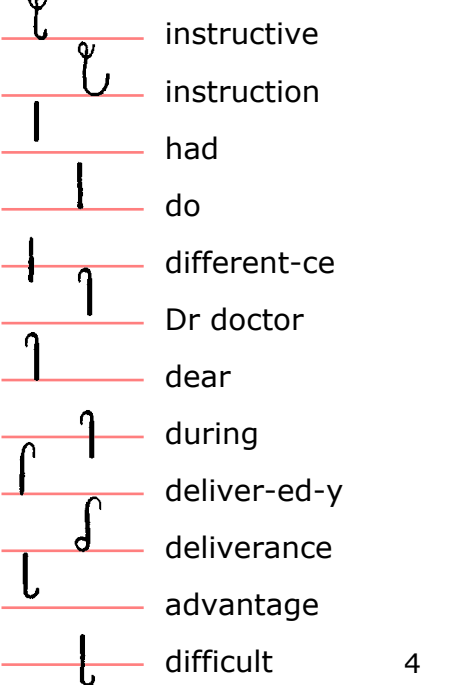 instructive
instruction
had
do
different-ce
Dr doctor
dear
during
deliver-ed-y
deliverance
advantage
difficult 4